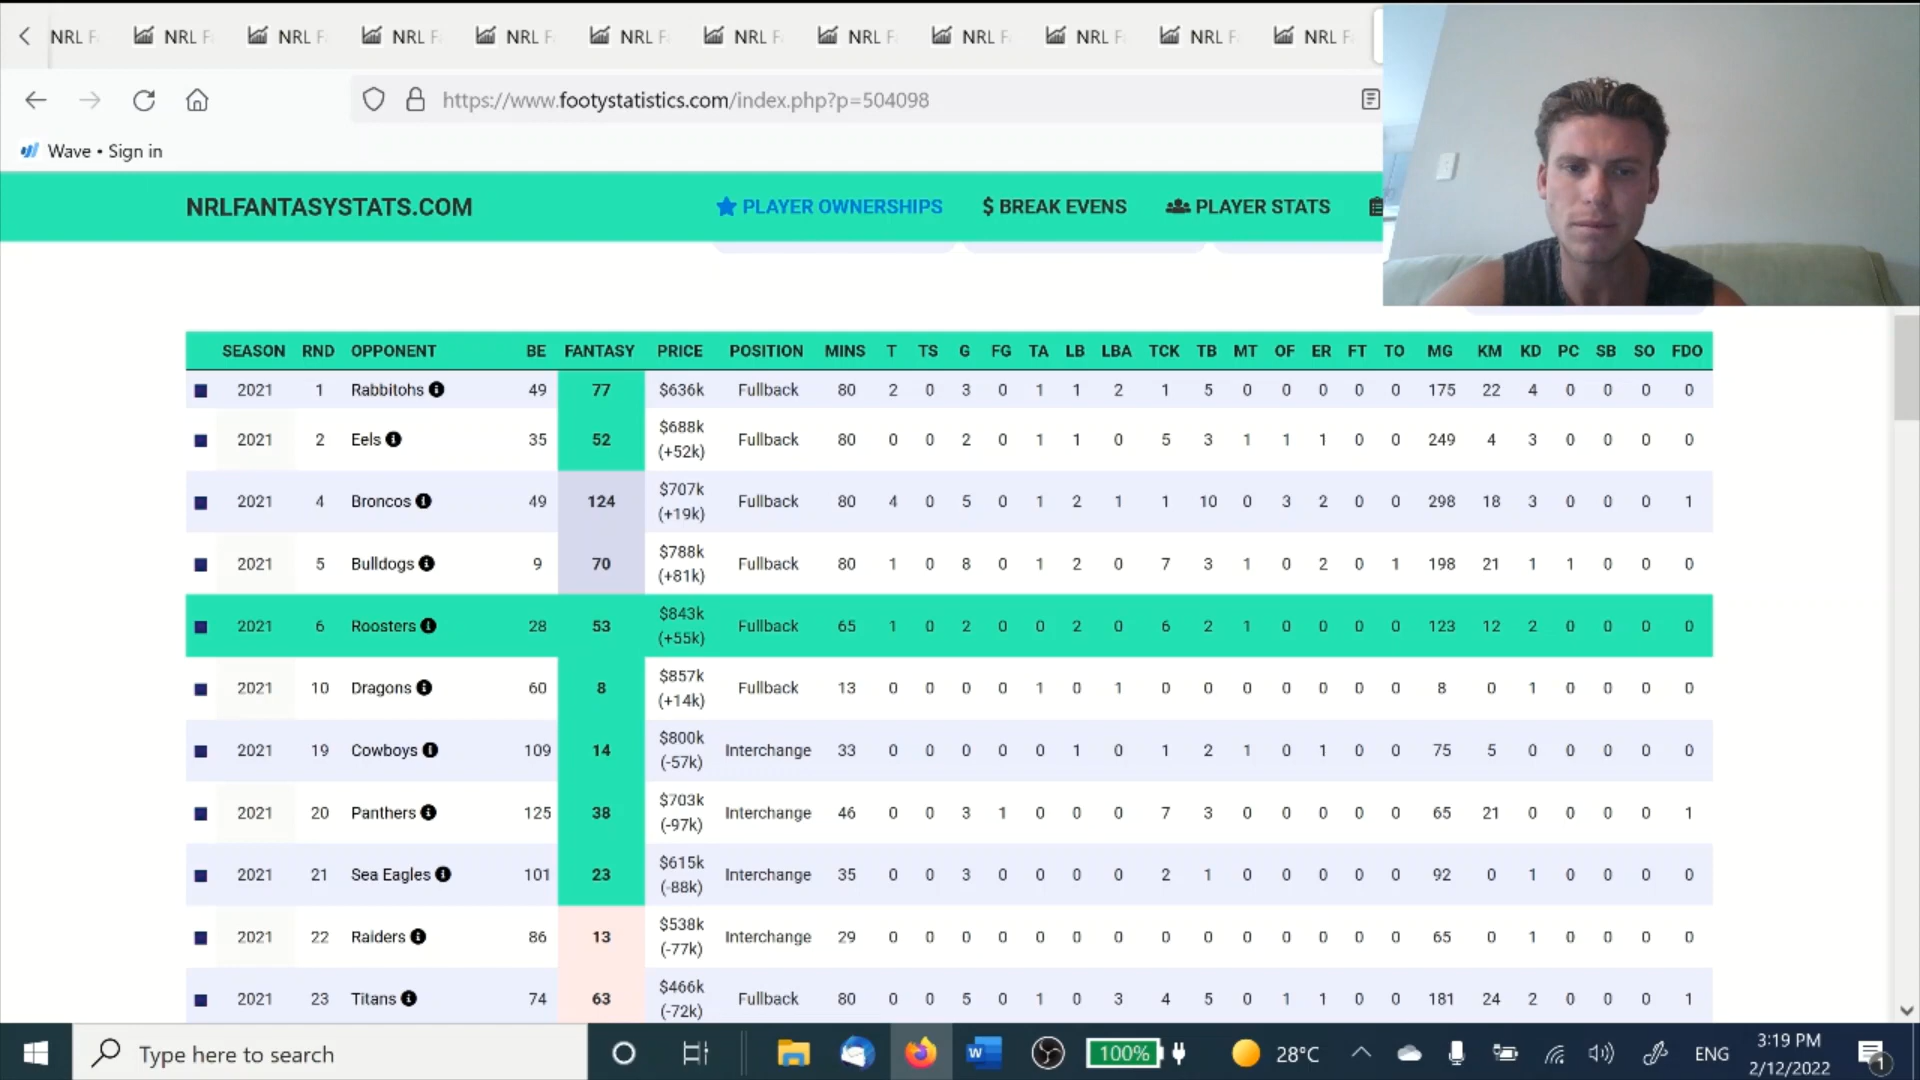 NRL F NRL F NRL F NRL F NRL F NRL F NRL F NRL F NRL F NRL F NRL F NRL F
https://www.footystatistics.com/index.php?p=504098
Wave • Sign in
NRLFANTASYSTATS.COM PLAYER OWNERSHIPS $ BREAK EVENS PLAYER STATS
SEASON RND OPPONENT BE FANTASY PRICE POSITION MINS T TS G FG TA LB LBA TCK TB MT OF ER FT TO MG KM KD PC SB SO FDO
2021 1 Rabbitohs 49 77 $636k Fullback 80 2 0 3 0 1 1 2 1 5 0 0 0 0 0 175 22 4 0 0 0 0
2021 2 Eels 35 52 $688k (+52k) Fullback 80 0 0 2 0 1 1 0 5 3 1 1 1 0 0 249 4 3 0 0 0 0
2021 4 Broncos 49 124 $707k (+19k) Fullback 80 4 0 5 0 1 2 1 1 10 0 3 2 0 0 298 18 3 0 0 0 1
2021 5 Bulldogs 9 70 $788k (+81k) Fullback 80 1 0 8 0 1 2 0 7 3 1 0 2 0 1 198 21 1 1 0 0 0
2021 6 Roosters 28 53 $843k (+55k) Fullback 65 1 0 2 0 0 2 0 6 2 1 0 0 0 0 123 12 2 0 0 0 0
2021 10 Dragons 60 8 $857k (+14k) Fullback 13 0 0 0 0 1 0 1 0 0 0 0 0 0 0 8 0 1 0 0 0 0
2021 19 Cowboys 109 14 $800k (-57k) Interchange 33 0 0 0 0 0 1 0 1 2 1 0 1 0 0 75 5 0 0 0 0 0
2021 20 Panthers 125 38 $703k (-97k) Interchange 46 0 0 3 1 0 0 0 7 3 0 0 0 0 0 65 21 0 0 0 0 1
2021 21 Sea Eagles 101 23 $615k (-88k) Interchange 35 0 0 3 0 0 0 0 2 1 0 0 0 0 0 92 0 1 0 0 0 0
2021 22 Raiders 86 13 $538k (-77k) Interchange 29 0 0 0 0 0 0 0 0 0 0 0 0 0 0 65 0 1 0 0 0 0
2021 23 Titans 74 63 $466k (-72k) Fullback 80 0 0 5 0 1 0 3 4 5 0 1 1 0 0 181 24 2 0 0 0 1
Type here to search W 100% 28°C ENG 3:19 PM
2/12/2022 1